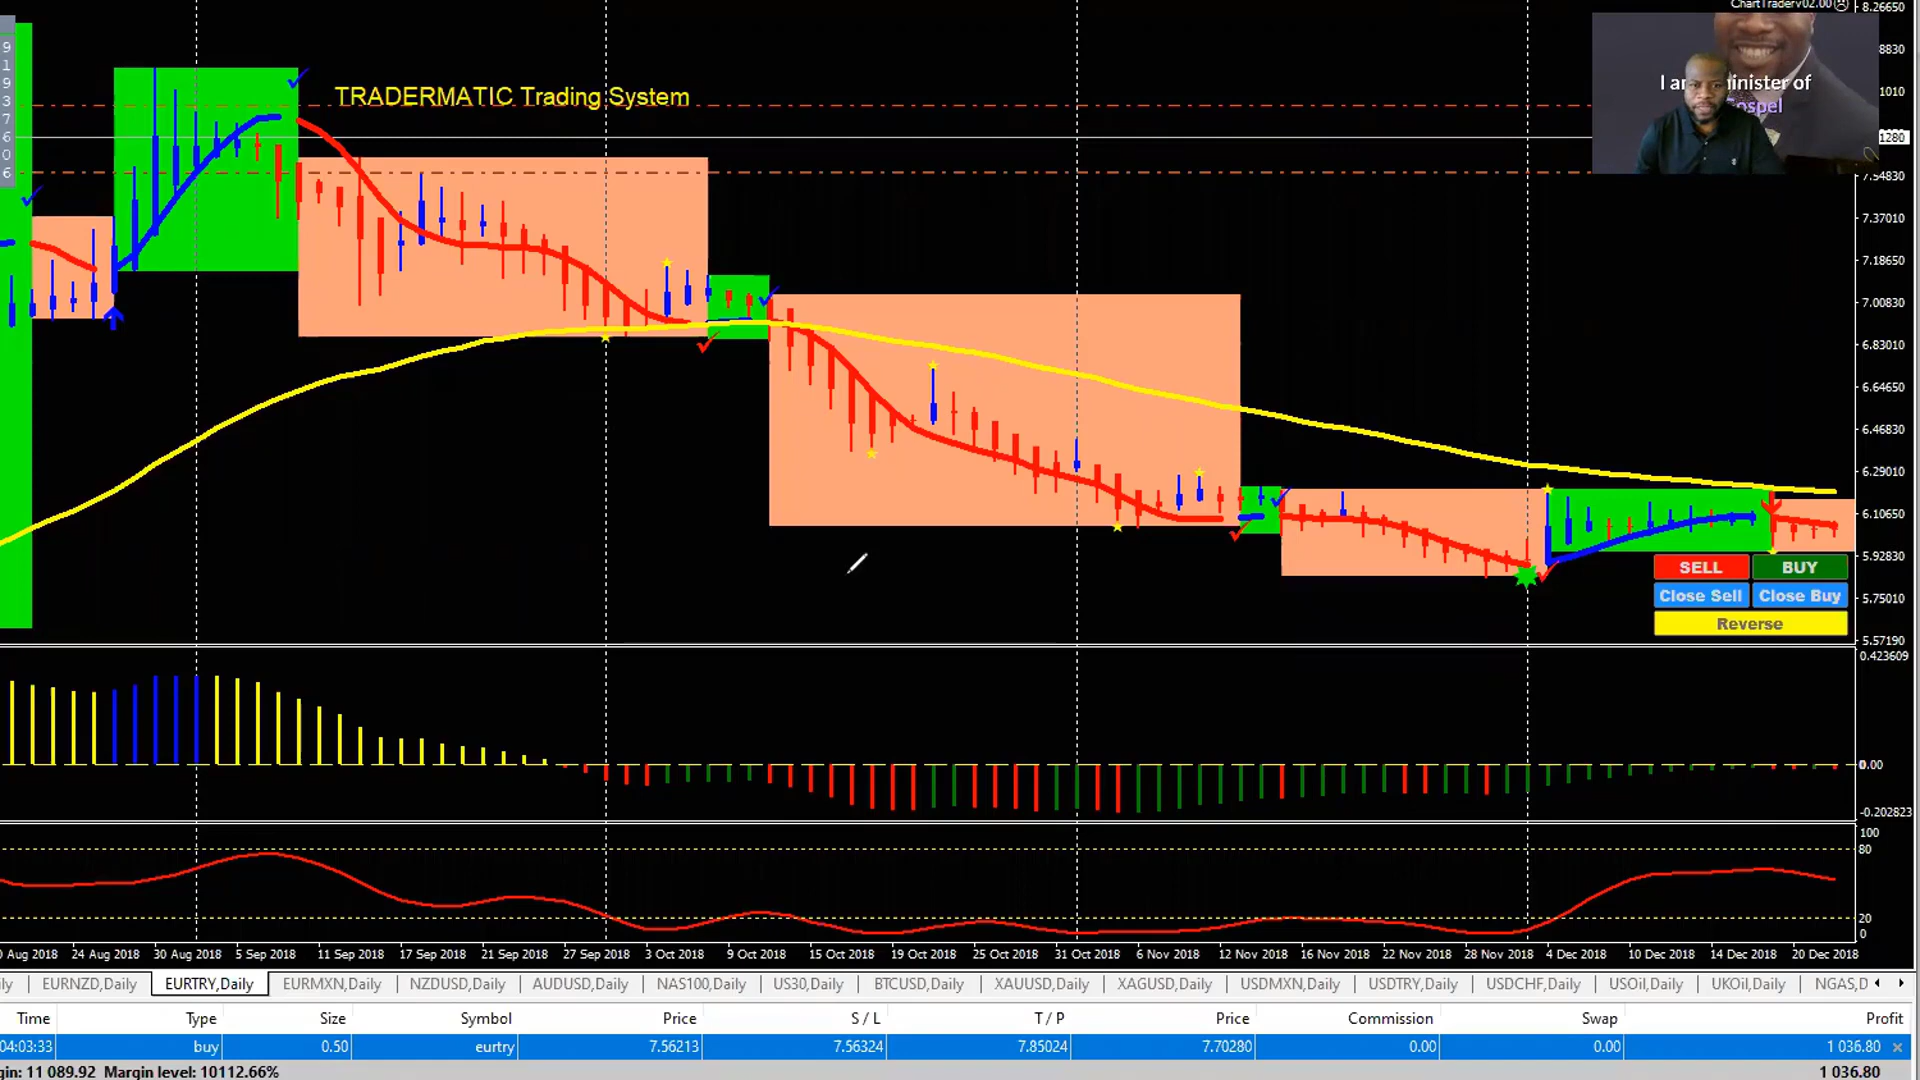 ChartTraderv02.00
8.26650
8830
TRADERMATIC Trading System
I am
inister of
ospel
1010
1280
9
1
9
3
7
6
0
6
7.54830
7.37010
7.18650
7.00830
6.83010
6.64650
6.46830
6.29010
6.10650
5.92830
5.75010
5.57190
SELL BUY
Close Sell Close Buy
Reverse
0.423609
0.00
-0.202823
100
80
20
0
Aug 2018 24 Aug 2018 30 Aug 2018 5 Sep 2018 11 Sep 2018 17 Sep 2018 21 Sep 2018 27 Sep 2018 3 Oct 2018 9 Oct 2018 15 Oct 2018 19 Oct 2018 25 Oct 2018 31 Oct 2018 6 Nov 2018 12 Nov 2018 16 Nov 2018 22 Nov 2018 28 Nov 2018 4 Dec 2018 10 Dec 2018 14 Dec 2018 20 Dec 2018
ly EURNZD,Daily EURTRY,Daily EURMXN,Daily NZDUSD,Daily AUDUSD,Daily NAS100,Daily US30,Daily BTCUSD,Daily XAUUSD,Daily XAGUSD,Daily USDMXN,Daily USDTRY,Daily USDCHF,Daily USOil,Daily UKOil,Daily NGAS,D
Time Type Size Symbol Price S / L T / P Price Commission Swap Profit
04:03:33 buy 0.50 eurtry 7.56213 7.56324 7.85024 7.70280 0.00 0.00 1 036.80
gin: 11 089.92 Margin level: 10112.66% 1 036.80